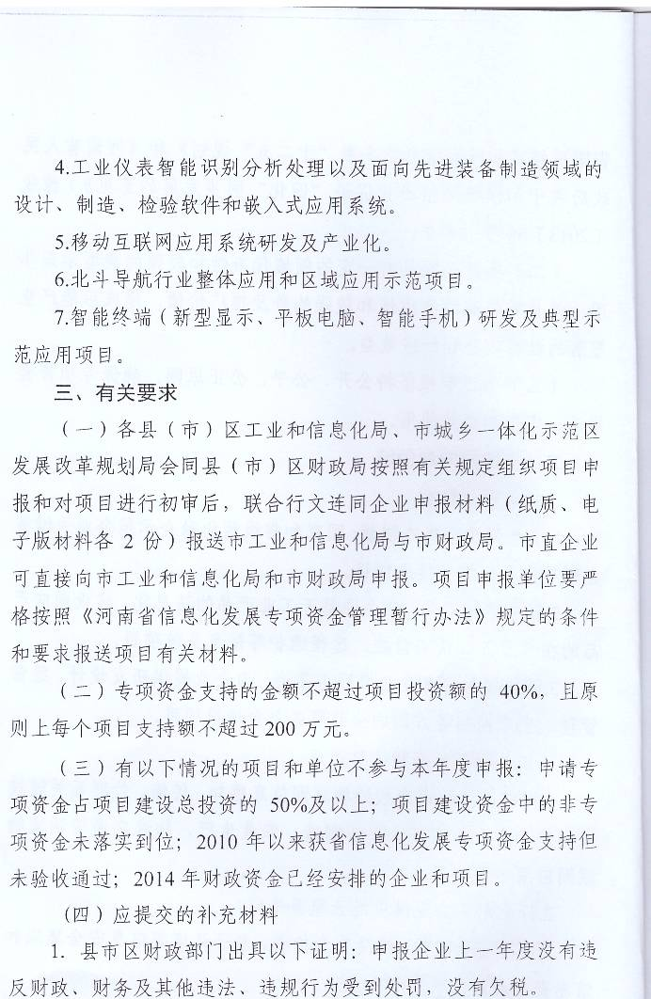 4.工业仪表智能识别分析处理以及面向先进装备制造领域的
设计、制造、检验软件和嵌入式应用系统。
5.移动互联网应用系统研发及产业化。
6.北斗导航行业整体应用和区域应用示范项目。
7.智能终端（新型显示、平板电脑、智能手机）研发及典型示
范应用项目。
三、有关要求
（一）各县（市）区工业和信息化局、市城乡一体化示范区
发展改革规划局会同县（市）区财政局按照有关规定组织项目申
报和对项目进行初审后，联合行文连同企业申报材料（纸质、电
子版材料各 2 份）报送市工业和信息化局与市财政局。市直企业
可直接向市工业和信息化局和市财政局申报。项目申报单位要严
格按照《河南省信息化发展专项资金管理暂行办法》规定的条件
和要求报送项目有关材料。
（二）专项资金支持的金额不超过项目投资额的 40%，且原
则上每个项目支持额不超过 200 万元。
（三）有以下情况的项目和单位不参与本年度申报：申请专
项资金占项目建设总投资的 50%及以上；项目建设资金中的非专
项资金未落实到位；2010 年以来获省信息化发展专项资金支持但
未验收通过；2014 年财政资金已经安排的企业和项目。
（四）应提交的补充材料
1. 县市区财政部门出具以下证明：申报企业上一年度没有违
反财政、财务及其他违法、违规行为受到处罚，没有欠税。